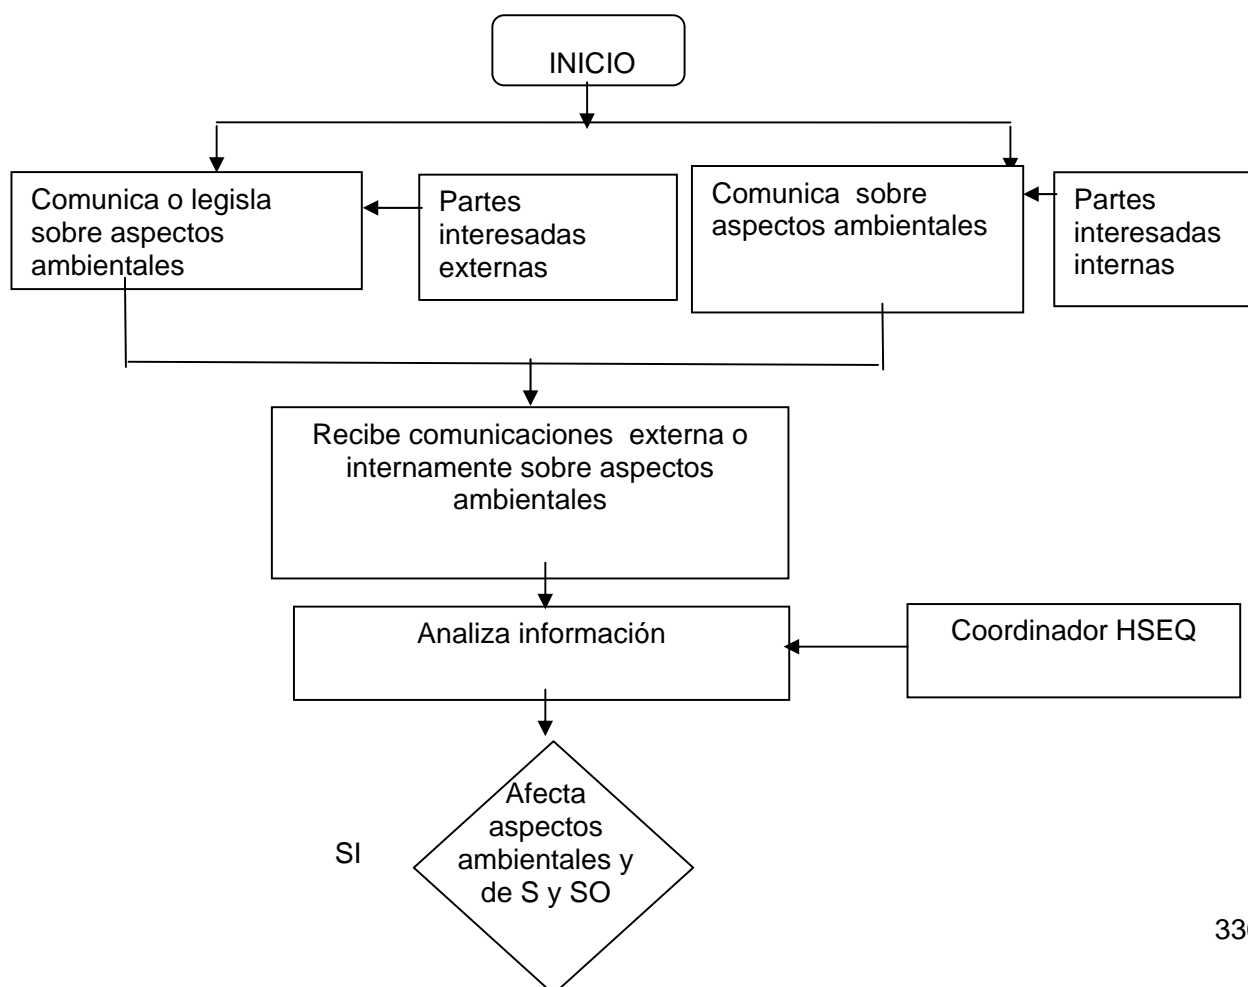 INICIO
Comunica o legisla
sobre aspectos
ambientales
Partes
interesadas
externas
Comunica sobre
aspectos ambientales
Partes
interesadas
internas
Recibe comunicaciones externa o
internamente sobre aspectos
ambientales
Analiza información
Coordinador HSEQ
Afecta
aspectos
ambientales y
de S y SO
SI